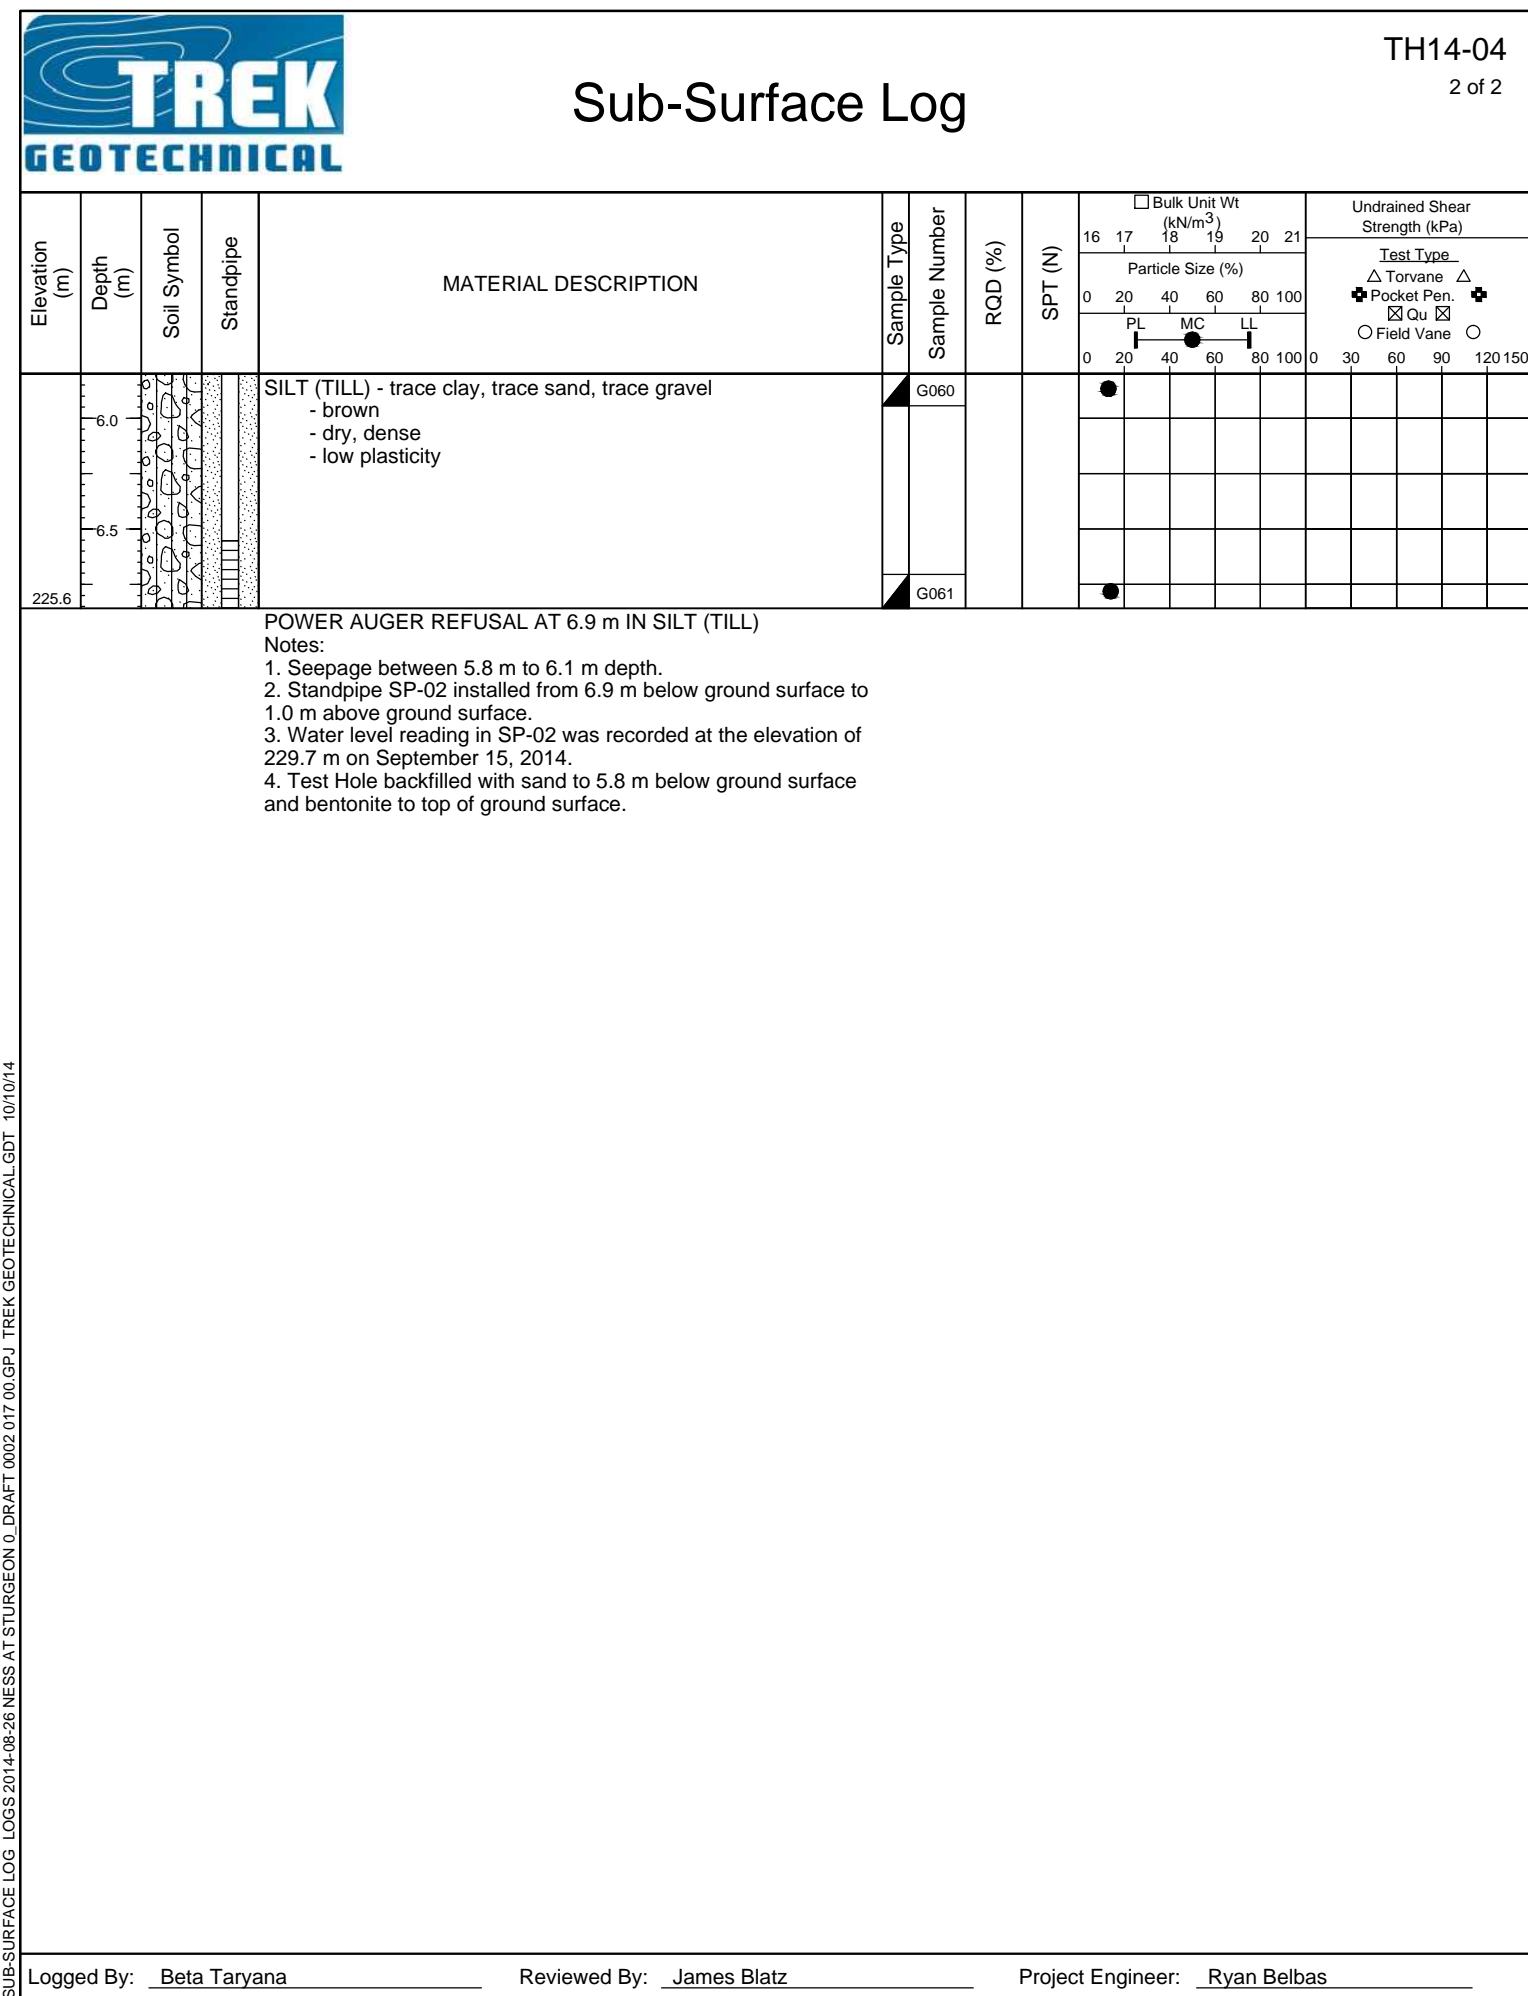 TREK
GEOTECHNICAL
Sub-Surface Log
TH14-04
2 of 2
Elevation
(m)
Depth
(m)
Soil Symbol
Standpipe
MATERIAL DESCRIPTION
Sample Type
Sample Number
RQD (%)
SPT (N)
Bulk Unit Wt
(kN/m3)
16 17 18 19 20 21
Particle Size (%)
0 20 40 60 80 100
PL MC LL
0 20 40 60 80 100
Undrained Shear
Strength (kPa)
Test Type
Torvane
Pocket Pen.
Qu
Field Vane
0 30 60 90 120 150
SILT (TILL) - trace clay, trace sand, trace gravel
- brown
- dry, dense
- low plasticity
G060
6.0
6.5
225.6
G061
POWER AUGER REFUSAL AT 6.9 m IN SILT (TILL)
Notes:
1. Seepage between 5.8 m to 6.1 m depth.
2. Standpipe SP-02 installed from 6.9 m below ground surface to
1.0 m above ground surface.
3. Water level reading in SP-02 was recorded at the elevation of
229.7 m on September 15, 2014.
4. Test Hole backfilled with sand to 5.8 m below ground surface
and bentonite to top of ground surface.
SUB-SURFACE LOG LOGS 2014-08-26 NESS AT STURGEON 0_DRAFT 0002 017 00.GPJ TREK GEOTECHNICAL.GDT 10/10/14
Logged By: Beta Taryana
Reviewed By: James Blatz
Project Engineer: Ryan Belbas